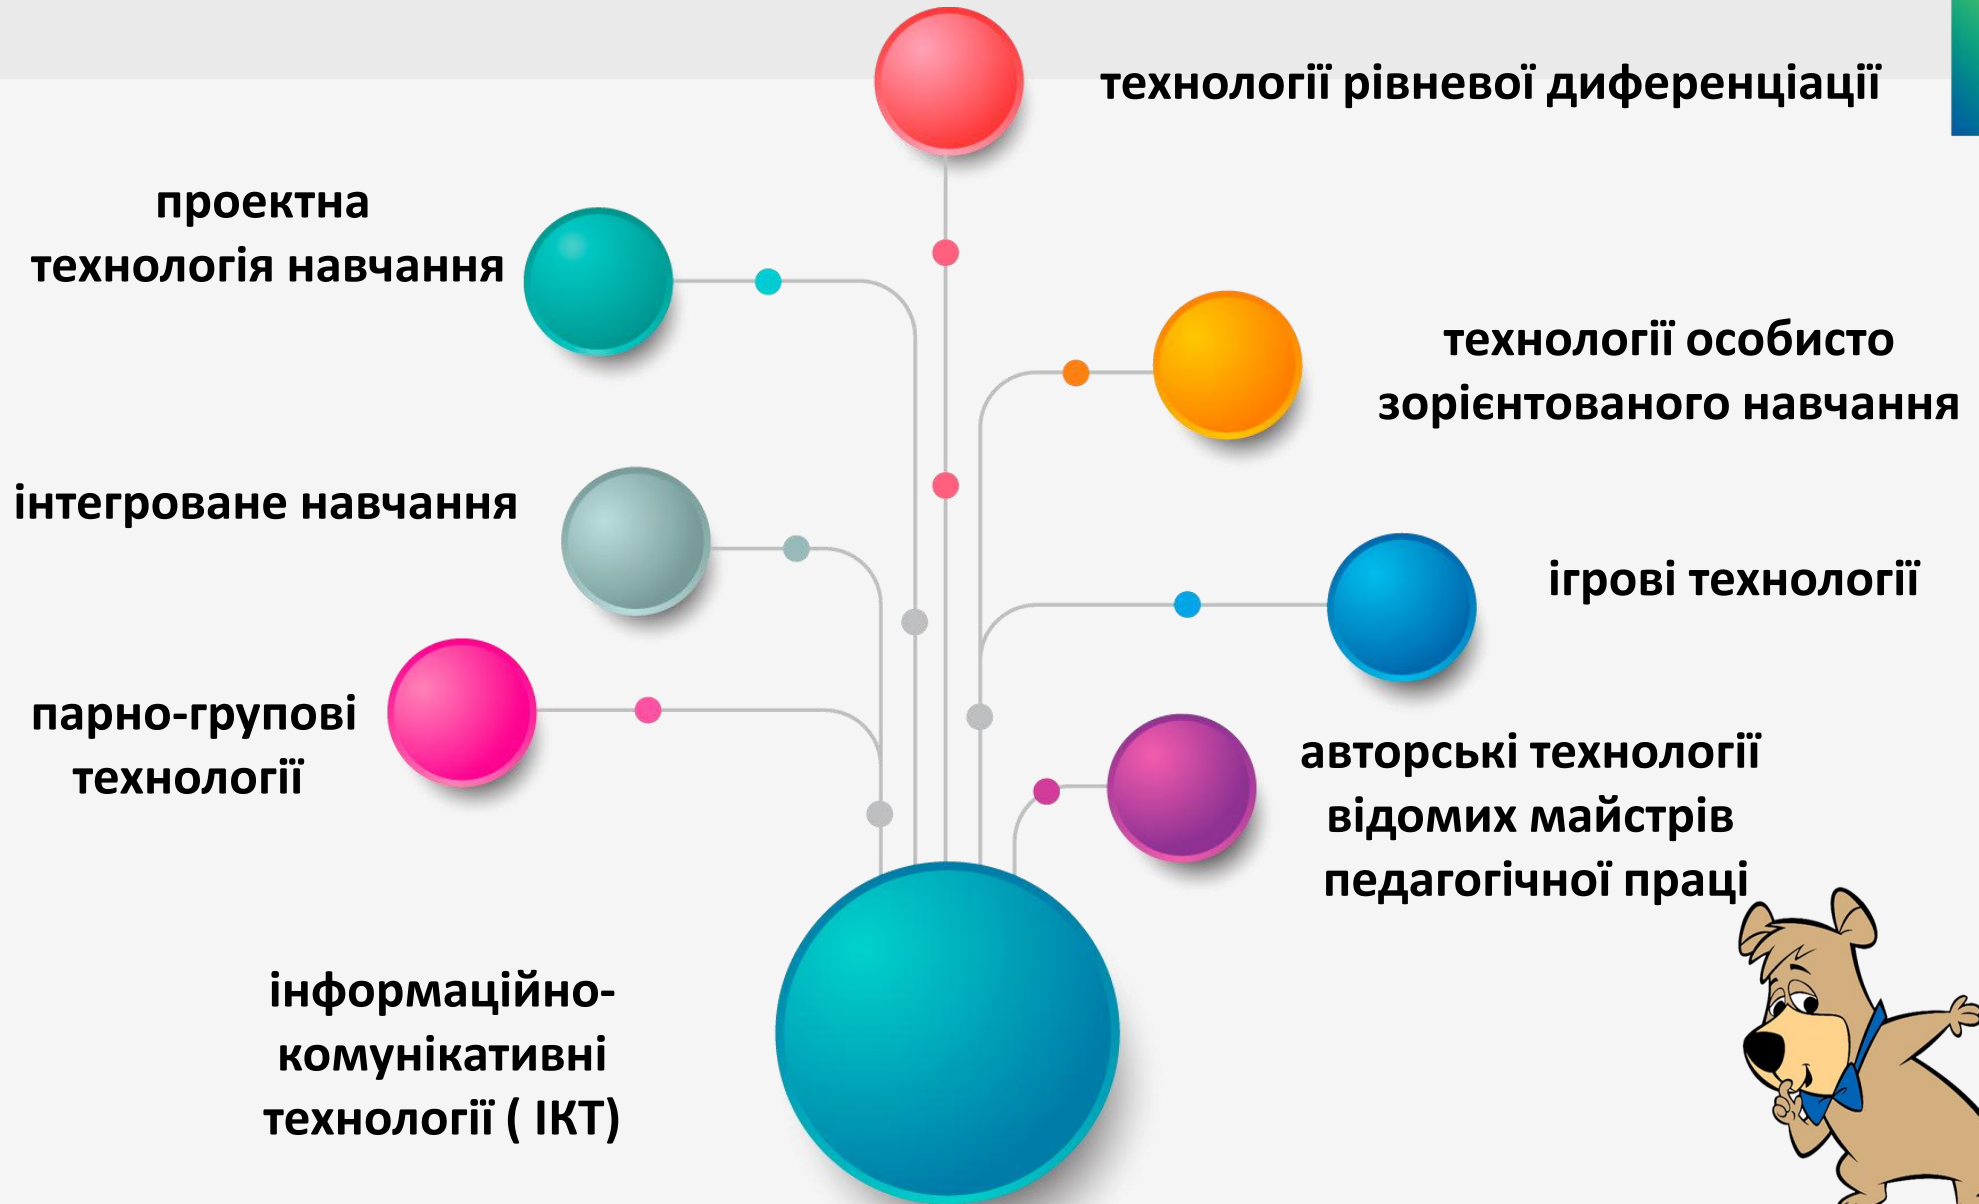 технології рівневої диференціації
проектна
технологія навчання
технології особисто
зорієнтованого навчання
інтегроване навчання
ігрові технології
парно-групові
технології
авторські технології
відомих майстрів
педагогічної праці
інформаційно-
комунікативні
технології ( ІКТ)